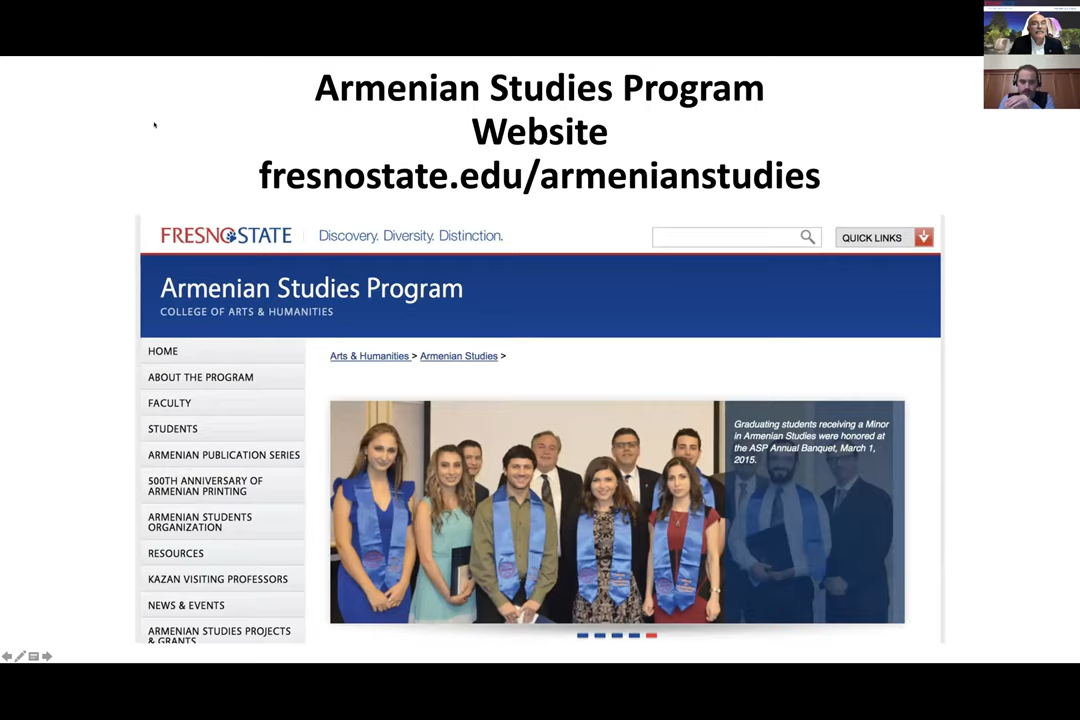 Armenian Studies Program
Website
fresnostate.edu/armenianstudies
FRESNO STATE
Discovery. Diversity. Distinction.
QUICK LINKS
Armenian Studies Program
COLLEGE OF ARTS & HUMANITIES
HOME
ABOUT THE PROGRAM
FACULTY
STUDENTS
ARMENIAN PUBLICATION SERIES
500TH ANNIVERSARY OF
ARMENIAN PRINTING
ARMENIAN STUDENTS
ORGANIZATION
RESOURCES
KAZAN VISITING PROFESSORS
NEWS & EVENTS
ARMENIAN STUDIES PROJECTS
& GRANTS
Arts & Humanities > Armenian Studies >
Graduating students receiving a Minor
in Armenian Studies were honored at
the ASP Annual Banquet, March 1,
2015.